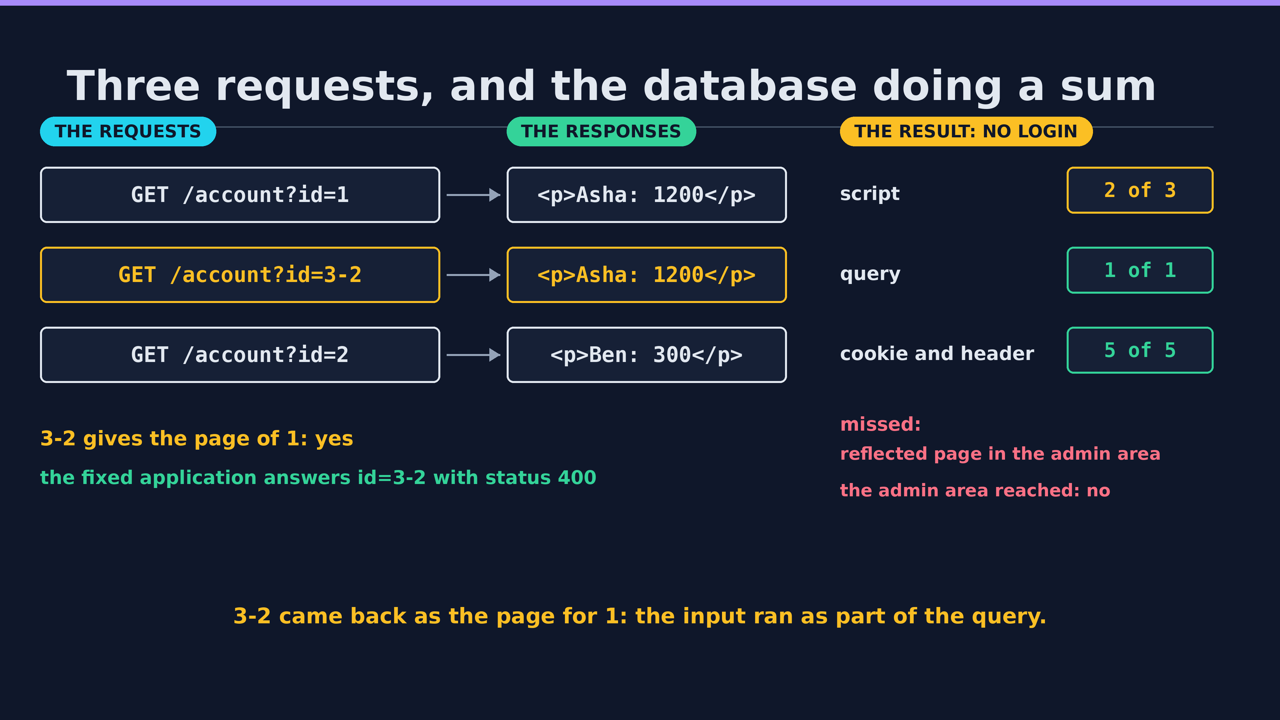 Three requests, and the database doing a sum
THE REQUESTS
THE RESPONSES
THE RESULT: NO LOGIN
GET /account?id=1
<p>Asha: 1200</p>
script
2 of 3
GET /account?id=3-2
<p>Asha: 1200</p>
query
1 of 1
GET /account?id=2
<p>Ben: 300</p>
cookie and header
5 of 5
3-2 gives the page of 1: yes
the fixed application answers id=3-2 with status 400
missed:
reflected page in the admin area
the admin area reached: no
3-2 came back as the page for 1: the input ran as part of the query.